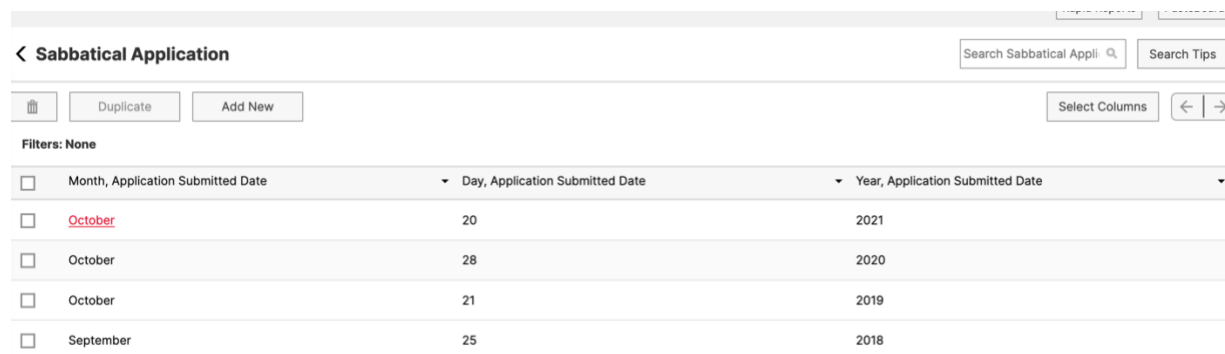 Sabbatical Application
Search Sabbatical Appli
Search Tips
Duplicate
Add New
Select Columns
Filters: None
Month, Application Submitted Date
Day, Application Submitted Date
Year, Application Submitted Date
October
20
2021
October
28
2020
October
21
2019
September
25
2018